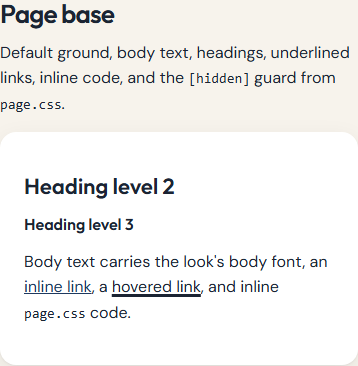 Page base
Default ground, body text, headings, underlined
links, inline code, and the [hidden] guard from
page.css.
Heading level 2
Heading level 3
Body text carries the look's body font, an
inline link, a hovered link, and inline
page.css code.